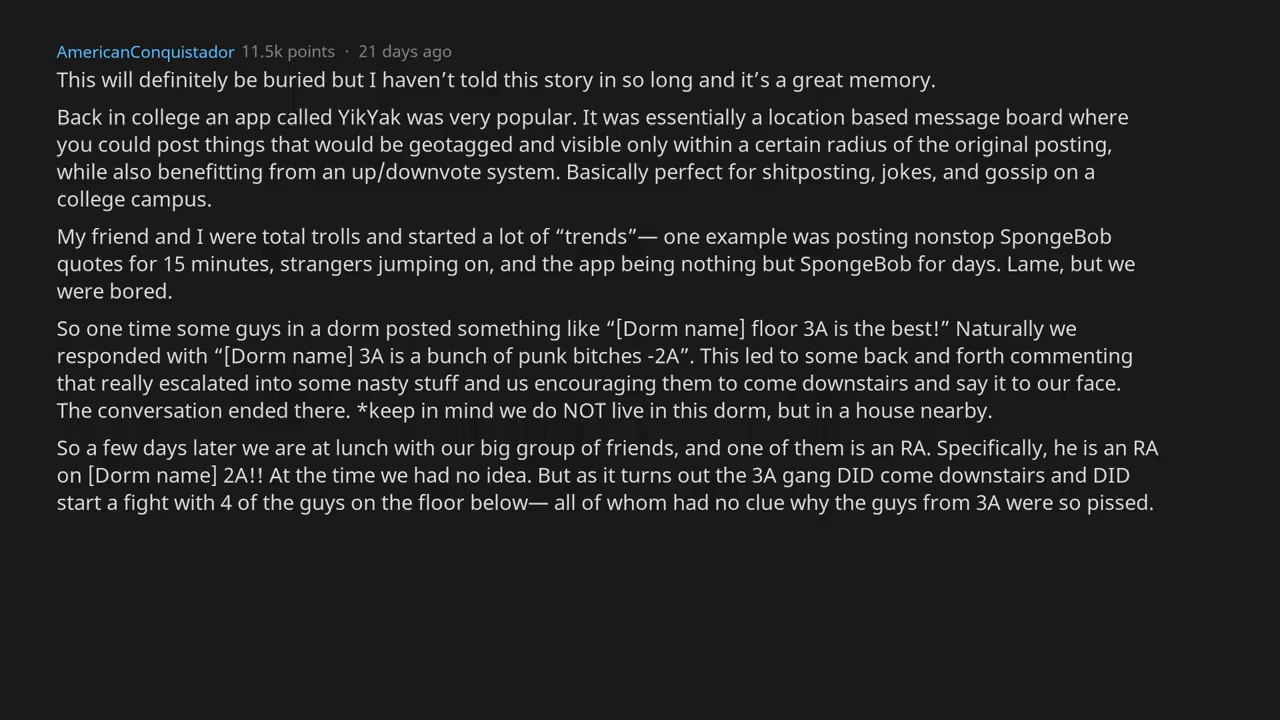 AmericanConquistador 11.5k points · 21 days ago
This will definitely be buried but I haven’t told this story in so long and it’s a great memory.
Back in college an app called YikYak was very popular. It was essentially a location based message board where
you could post things that would be geotagged and visible only within a certain radius of the original posting,
while also benefitting from an up/downvote system. Basically perfect for shitposting, jokes, and gossip on a
college campus.
My friend and I were total trolls and started a lot of “trends”— one example was posting nonstop SpongeBob
quotes for 15 minutes, strangers jumping on, and the app being nothing but SpongeBob for days. Lame, but we
were bored.
So one time some guys in a dorm posted something like “[Dorm name] floor 3A is the best!” Naturally we
responded with “[Dorm name] 3A is a bunch of punk bitches -2A”. This led to some back and forth commenting
that really escalated into some nasty stuff and us encouraging them to come downstairs and say it to our face.
The conversation ended there. *keep in mind we do NOT live in this dorm, but in a house nearby.
So a few days later we are at lunch with our big group of friends, and one of them is an RA. Specifically, he is an RA
on [Dorm name] 2A!! At the time we had no idea. But as it turns out the 3A gang DID come downstairs and DID
start a fight with 4 of the guys on the floor below— all of whom had no clue why the guys from 3A were so pissed.